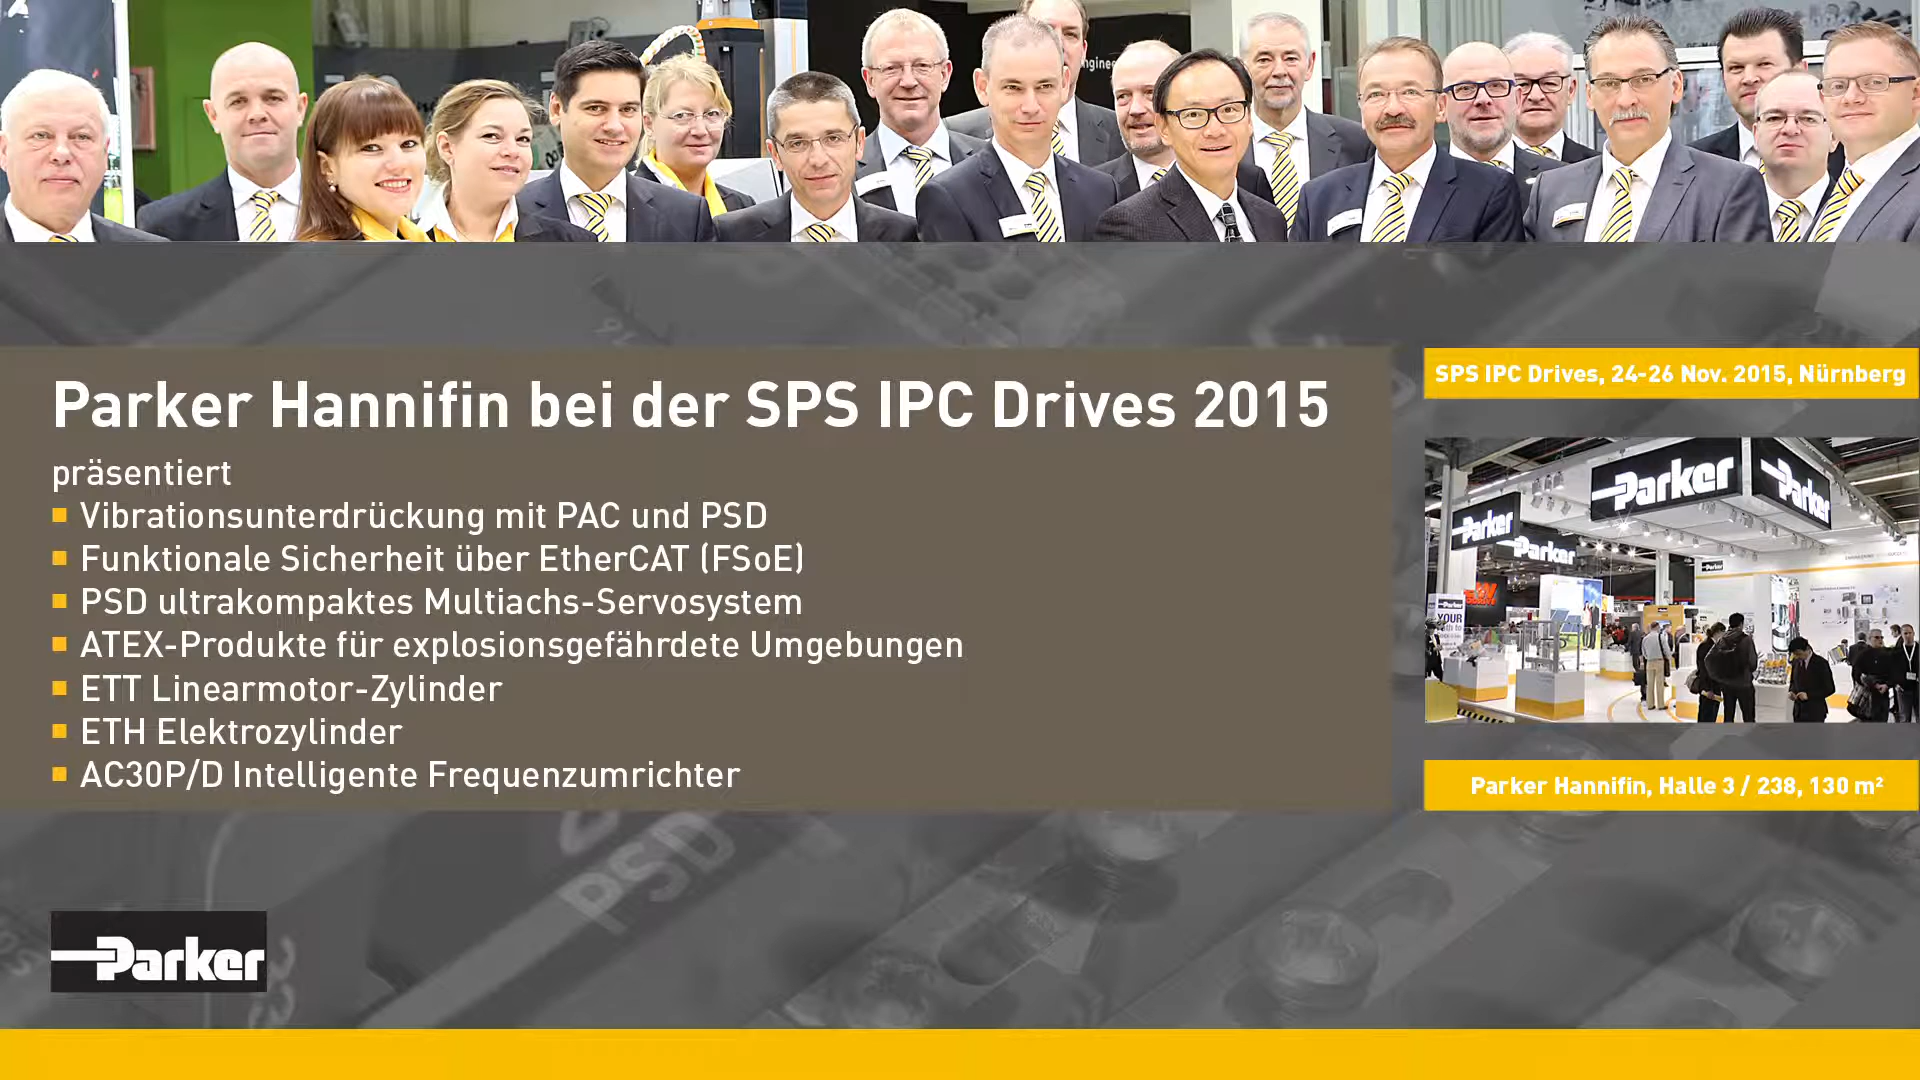 Parker Hannifin bei der SPS IPC Drives 2015
präsentiert
Vibrationsunterdrückung mit PAC und PSD
Funktionale Sicherheit über EtherCAT (FSoE)
PSD ultrakompaktes Multiachs-Servosystem
ATEX-Produkte für explosionsgefährdete Umgebungen
ETT Linearmotor-Zylinder
ETH Elektrozylinder
AC30P/D Intelligente Frequenzumrichter
SPS IPC Drives, 24-26 Nov. 2015, Nürnberg
Parker
Parker
Parker
Parker
Parker
Parker
YOUR
Parker Hannifin, Halle 3 / 238, 130 m²
PSD
Parker